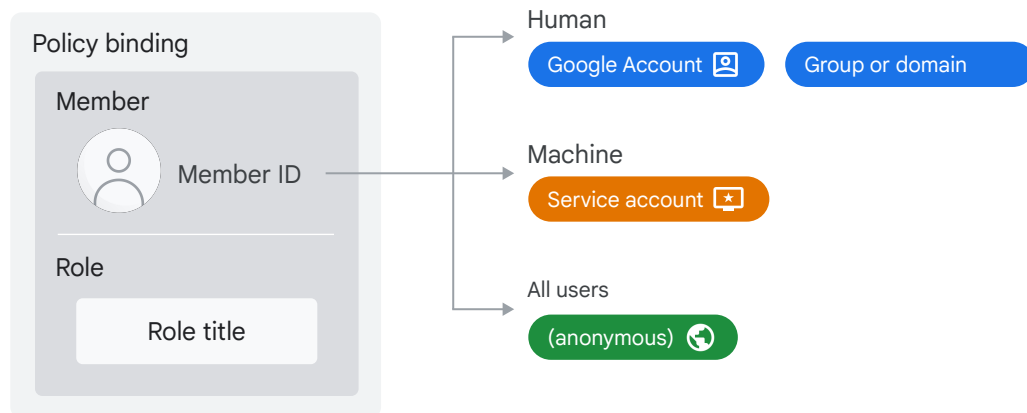 Policy binding
Member
Member ID
Role
Role title
Human
Google Account
Group or domain
Machine
Service account
All users
(anonymous)